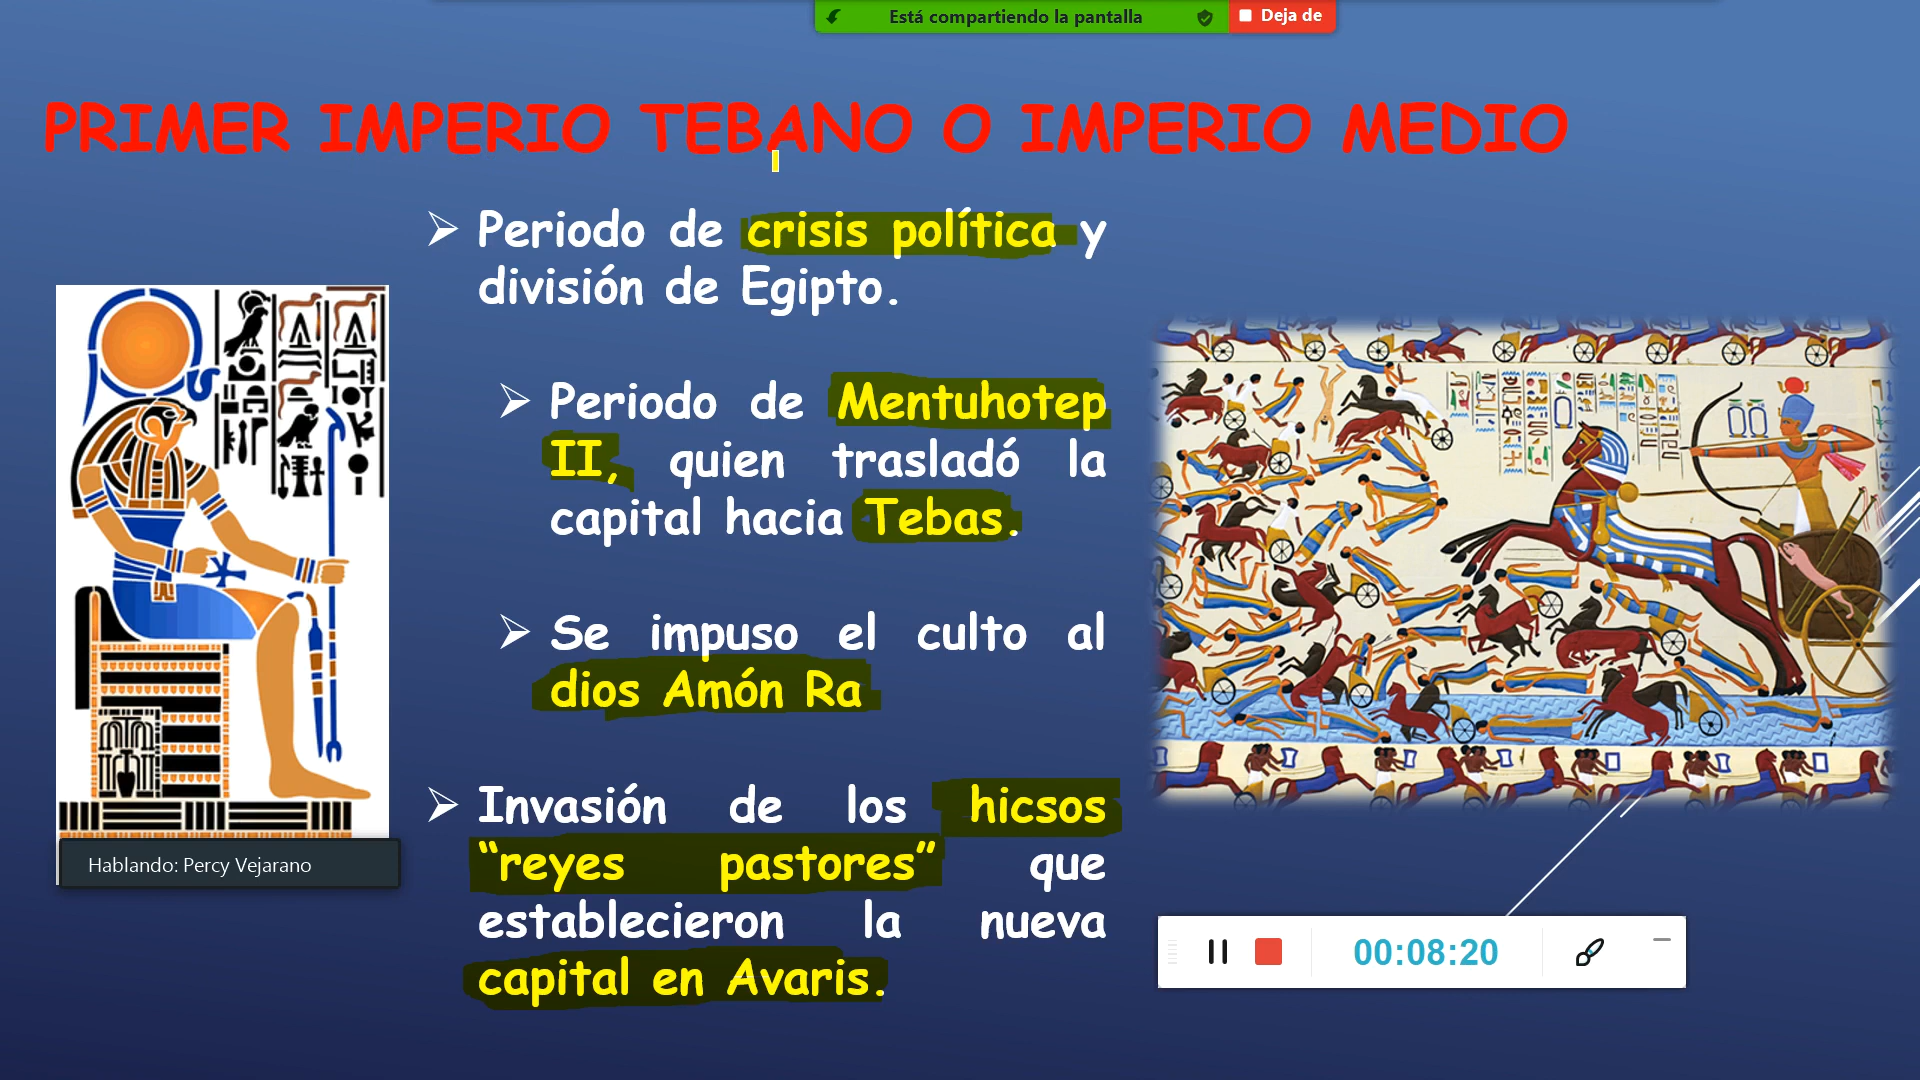 Está compartiendo la pantalla
Deja de
PRIMER IMPERIO TEBANO O IMPERIO MEDIO
Periodo de crisis política y
división de Egipto.
Periodo de Mentuhotep
II, quien trasladó la
capital hacia Tebas.
Se impuso el culto al
dios Amón Ra
Invasión de los hicsos
“reyes pastores” que
establecieron la nueva
capital en Avaris.
Hablando: Percy Vejarano
00:08:20